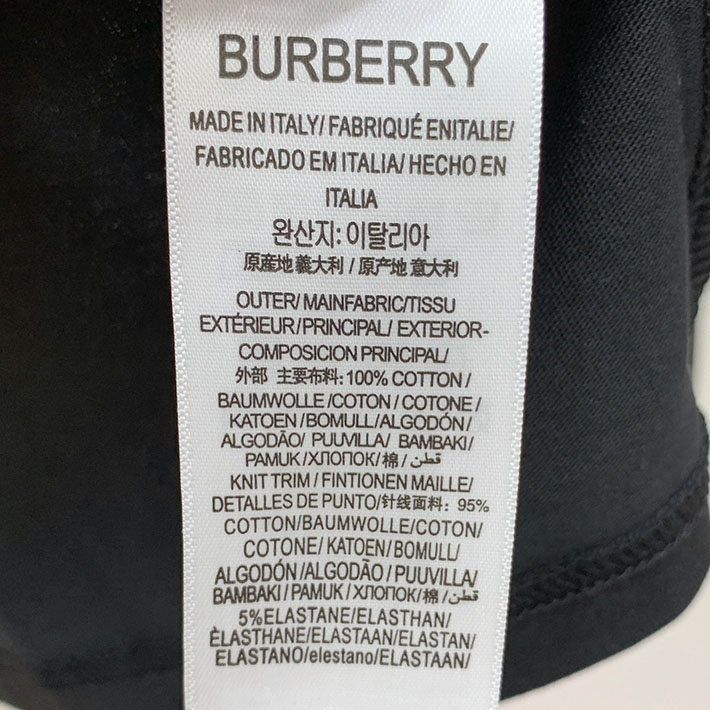 BURBERRY
MADE IN ITALY/ FABRIQUÉ ENITALIE/
FABRICADO EM ITALIA/ HECHO EN
ITALIA
완산지: 이탈리아
原産地 義大利 / 原产地 意大利
OUTER/ MAINFABRIC/TISSU
EXTÉRIEUR/PRINCIPAL/ EXTERIOR-
COMPOSICION PRINCIPAL/
外部 主要布料: 100% COTTON /
BAUMWOLLE /COTON / COTONE /
KATOEN / BOMULL/ALGODÓN/
ALGODÃO/ PUUVILLA/ BAMBAKI/
PAMUK /ХЛОПОК/棉/ قطن/
KNIT TRIM / FINTIONEN MAILLE/
DETALLES DE PUNTO/针线面料: 95%
COTTON/BAUMWOLLE/COTON/
COTONE/ KATOEN/BOMULL/
ALGODÓN /ALGODÃO / PUUVILLA/
BAMBAKI / PAMUK / ХЛОПОК/棉/ قطن/
5%ELASTANE/ELASTHAN/
ÈLASTHANE/ELASTAAN/ELASTAN/
ELASTANO/elestano/ELASTAAN/